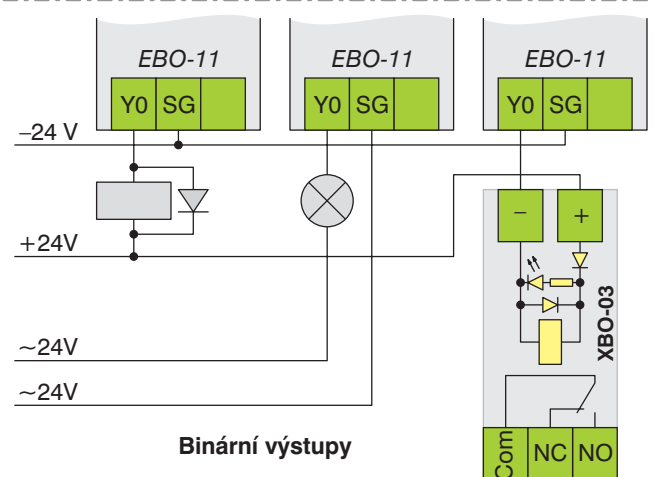 EBO-11 EBO-11 EBO-11
Y0 SG Y0 SG Y0 SG
−24 V
− +
+24V
XBO-03
~24V
~24V
Binární výstupy
Com NC NO